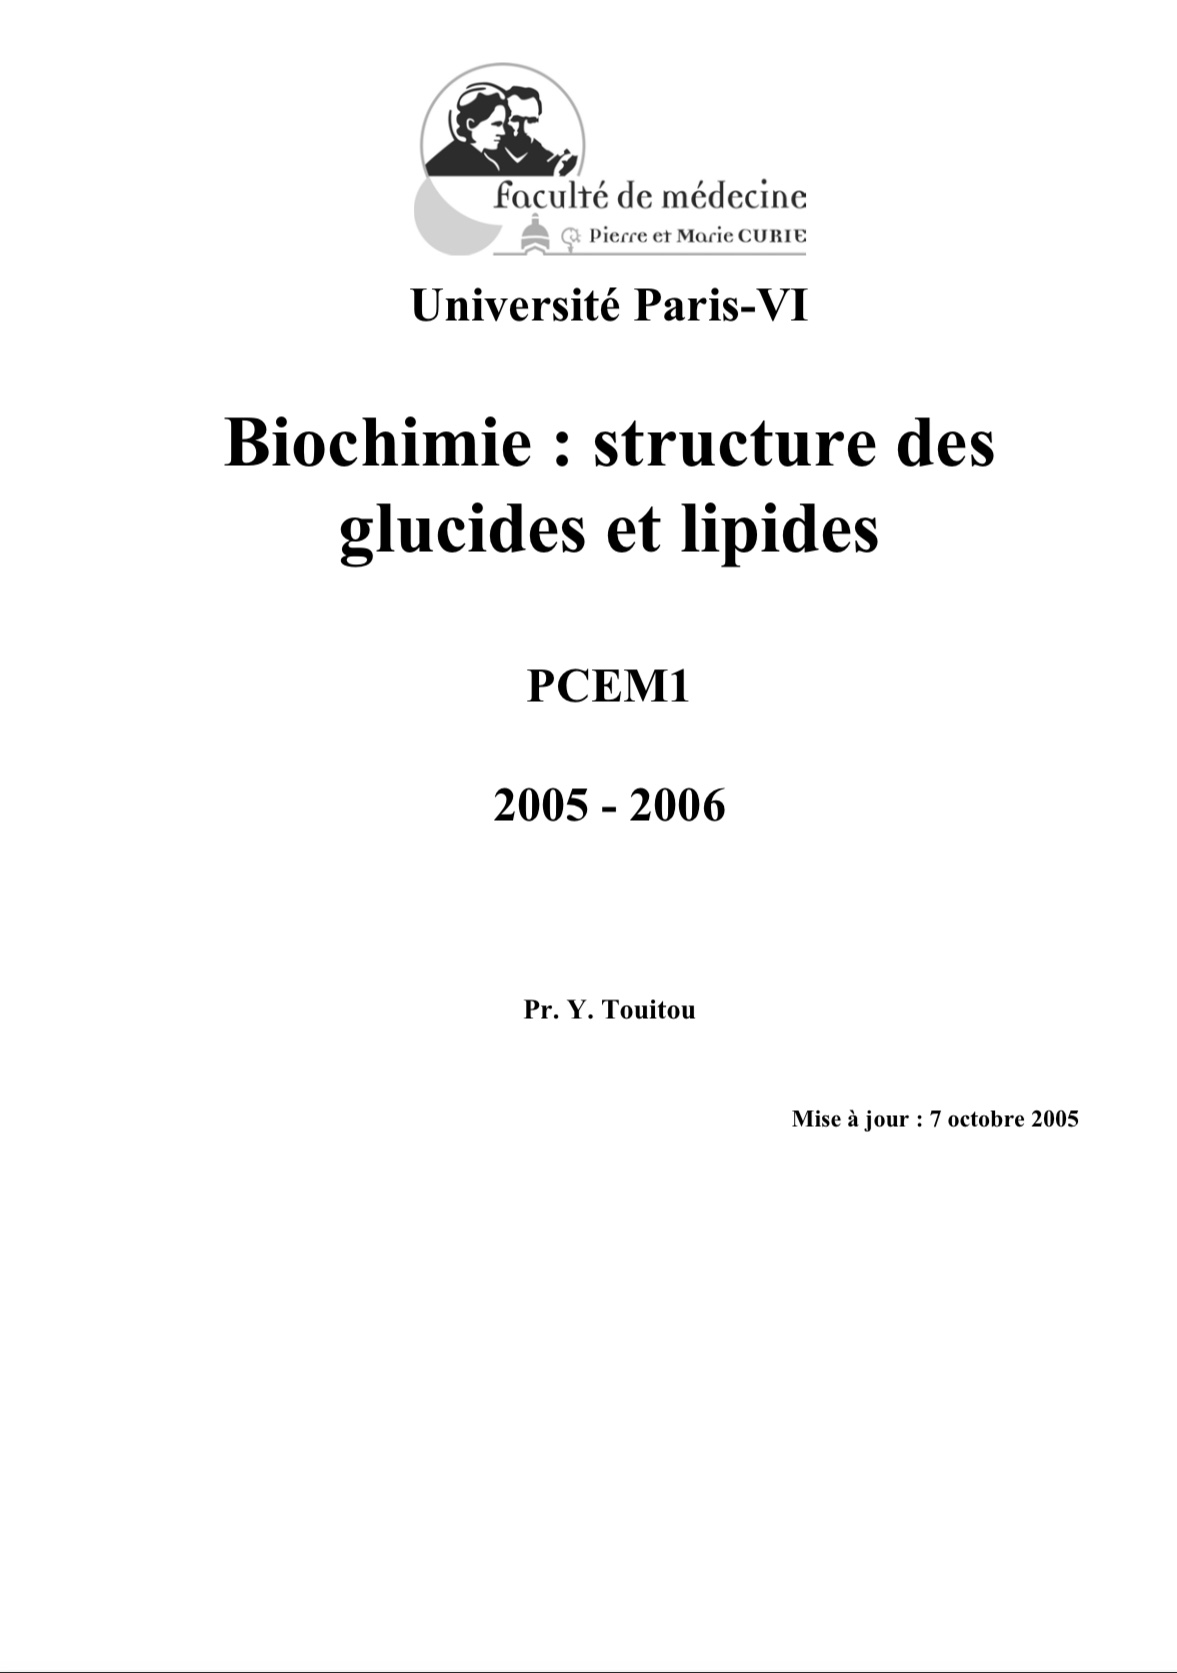 Faculté de médecine
Pierre et Marie CURIE
Université Paris-VI
Biochimie : structure des
glucides et lipides
PCEM1
2005 - 2006
Pr. Y. Touitou
Mise à jour : 7 octobre 2005